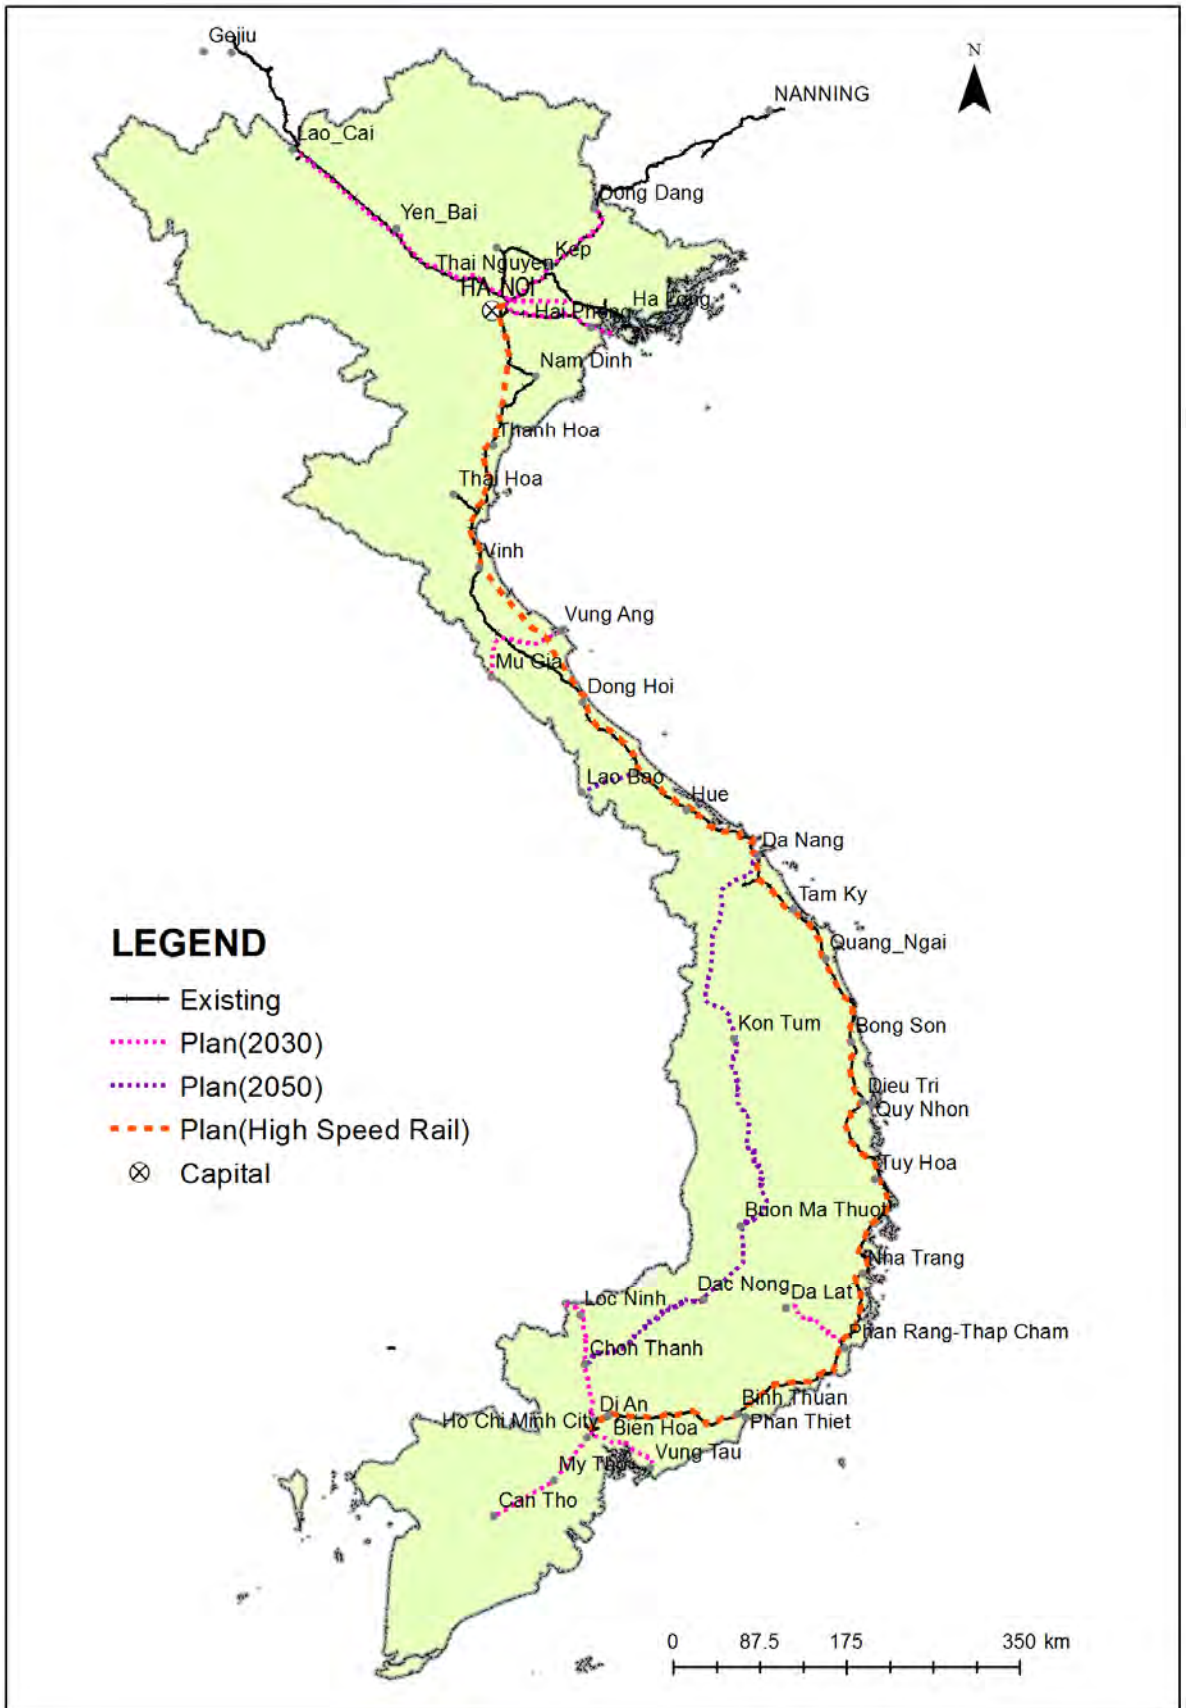 Gejiu
N
NANNING
Lao_Cai
Dong Dang
Yen_Bai
Kep
Thai Nguyen
HA NOI
Ha Long
Hai Phong
Nam Dinh
Thanh Hoa
Thai Hoa
Vinh
Vung Ang
Mu Gia
Dong Hoi
Lao Bao
Hue
Da Nang
Tam Ky
Quang_Ngai
LEGEND
Existing
Plan(2030)
Plan(2050)
Plan(High Speed Rail)
Capital
Kon Tum
Bong Son
Dieu Tri
Quy Nhon
Tuy Hoa
Buon Ma Thuot
Nha Trang
Dac Nong
Da Lat
Loc Ninh
Phan Rang-Thap Cham
Chon Thanh
Di An
Binh Thuan
Ho Chi Minh City
Bien Hoa
Phan Thiet
Vung Tau
My Tho
Can Tho
0 87.5 175 350 km